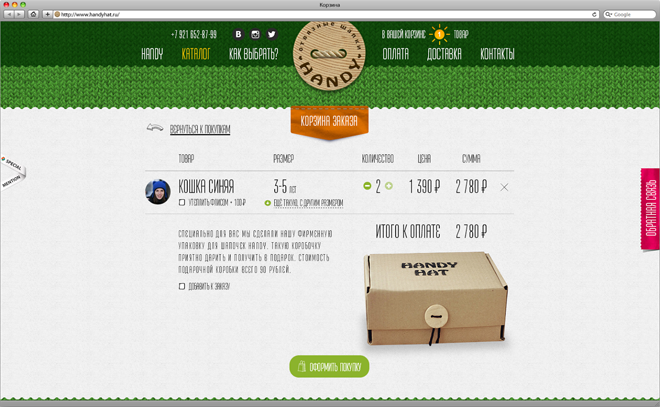 Корзина
http://www.handyhat.ru/
Google
+7 921 652-87-99
В ВАШЕЙ КОРЗИНЕ 1 ТОВАР
HANDY КАТАЛОГ КАК ВЫБРАТЬ?
ОТЛИЧНЫЕ ШАПКИ
HANDY
ОПЛАТА ДОСТАВКА КОНТАКТЫ
ВЕРНУТЬСЯ К ПОКУПКАМ
КОРЗИНА ЗАКАЗА
SPECIAL
MENTION
ТОВАР РАЗМЕР КОЛИЧЕСТВО ЦЕНА СУММА
КОШКА СИНЯЯ 3-5 ЛЕТ 2 1 390 ₽ 2 780 ₽
УТЕПЛИТЬ ФЛИСОМ + 100 ₽ ЕЩЁ ТАКУЮ, С ДРУГИМ РАЗМЕРОМ
ОБРАТНАЯ СВЯЗЬ
СПЕЦИАЛЬНО ДЛЯ ВАС МЫ СДЕЛАЛИ НАШУ ФИРМЕННУЮ
УПАКОВКУ ДЛЯ ШАПОЧЕК HANDY. ТАКУЮ КОРОБОЧКУ
ПРИЯТНО ДАРИТЬ И ПОЛУЧИТЬ В ПОДАРОК. СТОИМОСТЬ
ПОДАРОЧНОЙ КОРОБКИ ВСЕГО 90 РУБЛЕЙ.
ДОБАВИТЬ К ЗАКАЗУ
ИТОГО К ОПЛАТЕ 2 780 ₽
HANDY
HAT
ОФОРМИТЬ ПОКУПКУ